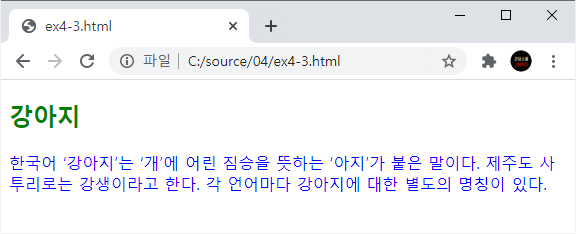 ex4-3.html
파일 C:/source/04/ex4-3.html
강아지
한국어 ‘강아지’는 ‘개’에 어린 짐승을 뜻하는 ‘아지’가 붙은 말이다. 제주도 사
투리로는 강생이라고 한다. 각 언어마다 강아지에 대한 별도의 명칭이 있다.